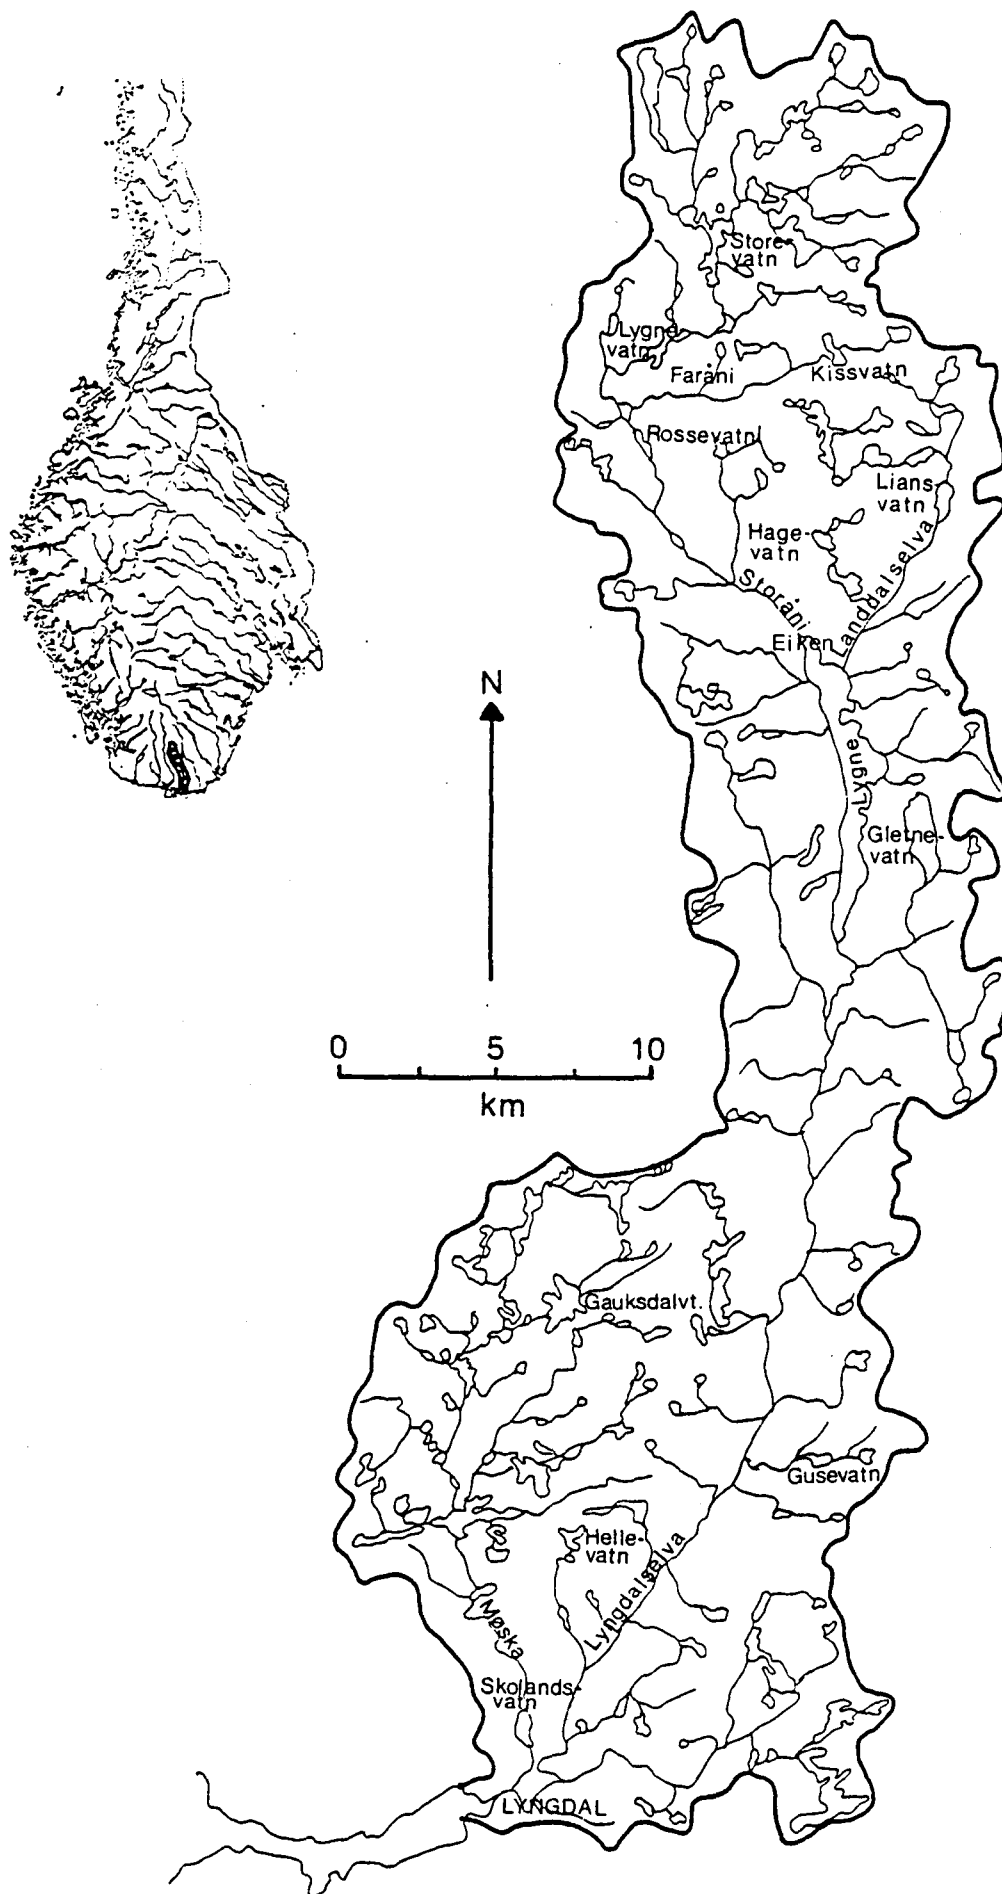 Store-
vatn
Lygne
vatn
Faråni
Kissvatn
Rossevatn
Lians-
vatn
Hage-
vatn
Storåni
Landdalselva
Eiken
N
Lygne
Gletne-
vatn
0 5 10
km
Gauksdalvt.
Gusevatn
Helle-
vatn
Lyngdalselva
Møska
Skolands-
vatn
LYNGDAL